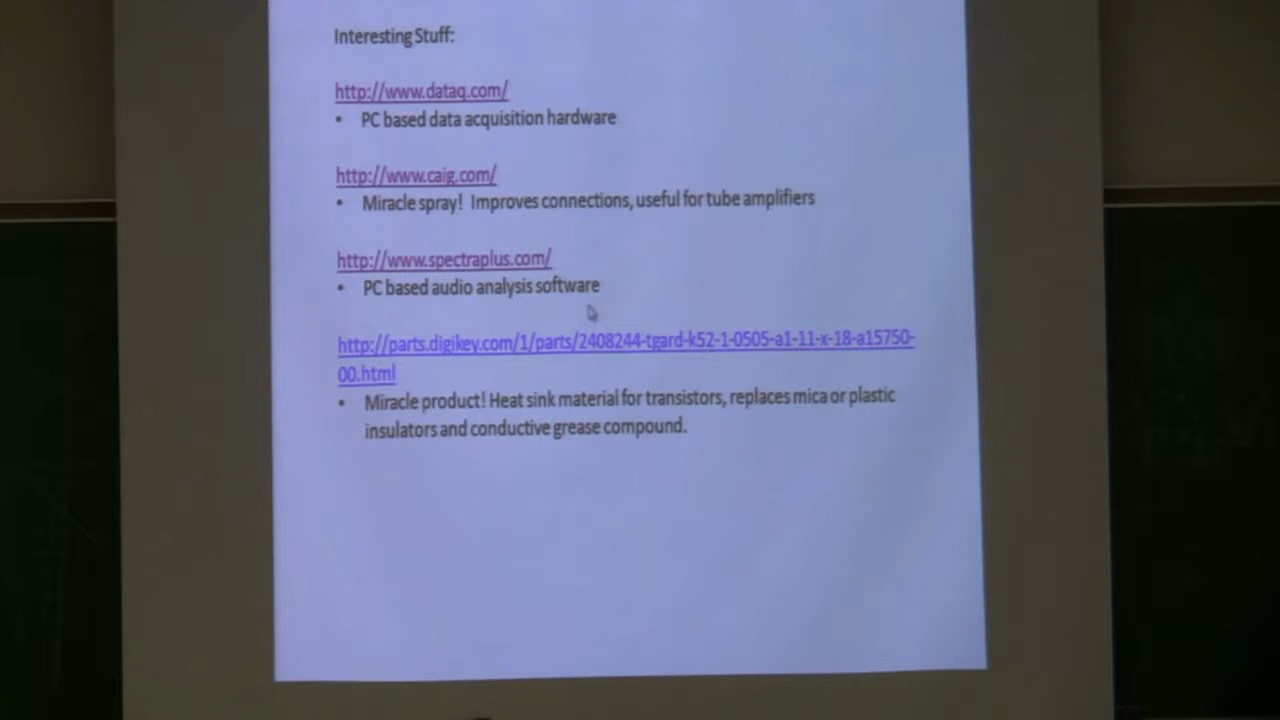 Interesting Stuff:
http://www.dataq.com/
• PC based data acquisition hardware
http://www.caig.com/
• Miracle spray! Improves connections, useful for tube amplifiers
http://www.spectraplus.com/
• PC based audio analysis software
http://parts.digikey.com/1/parts/2408244-tgard-k52-1-0505-a1-11-x-18-a15750-
00.html
• Miracle product! Heat sink material for transistors, replaces mica or plastic
insulators and conductive grease compound.